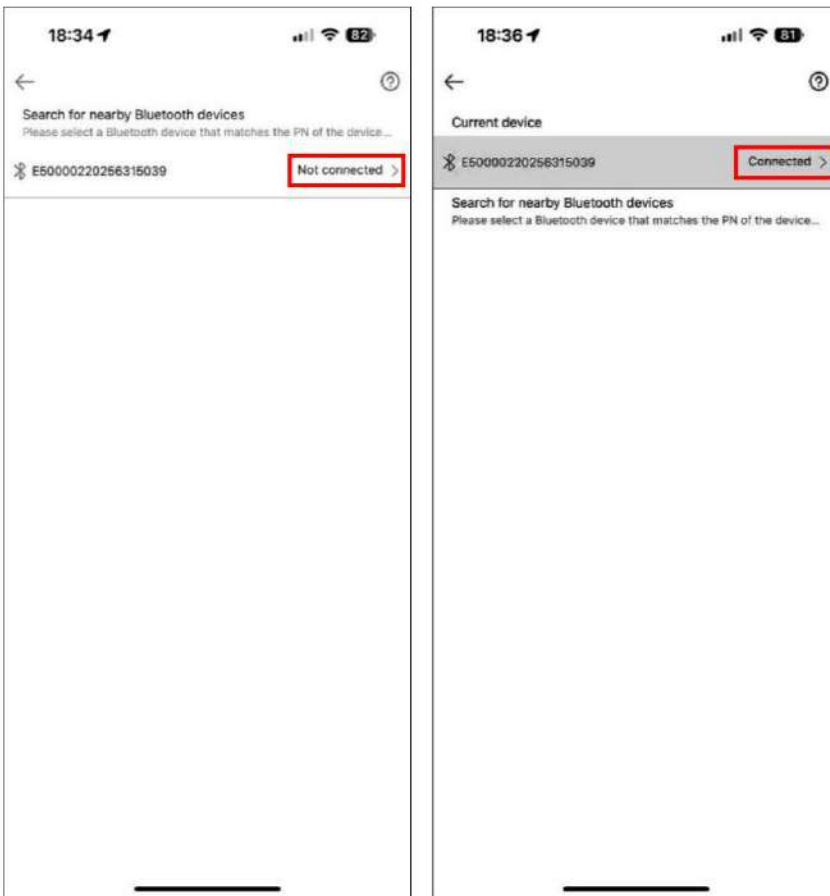 18:34
82
Search for nearby Bluetooth devices
Please select a Bluetooth device that matches the PN of the device...
E50000220256315039
Not connected
18:36
81
Current device
E50000220256315039
Connected
Search for nearby Bluetooth devices
Please select a Bluetooth device that matches the PN of the device...